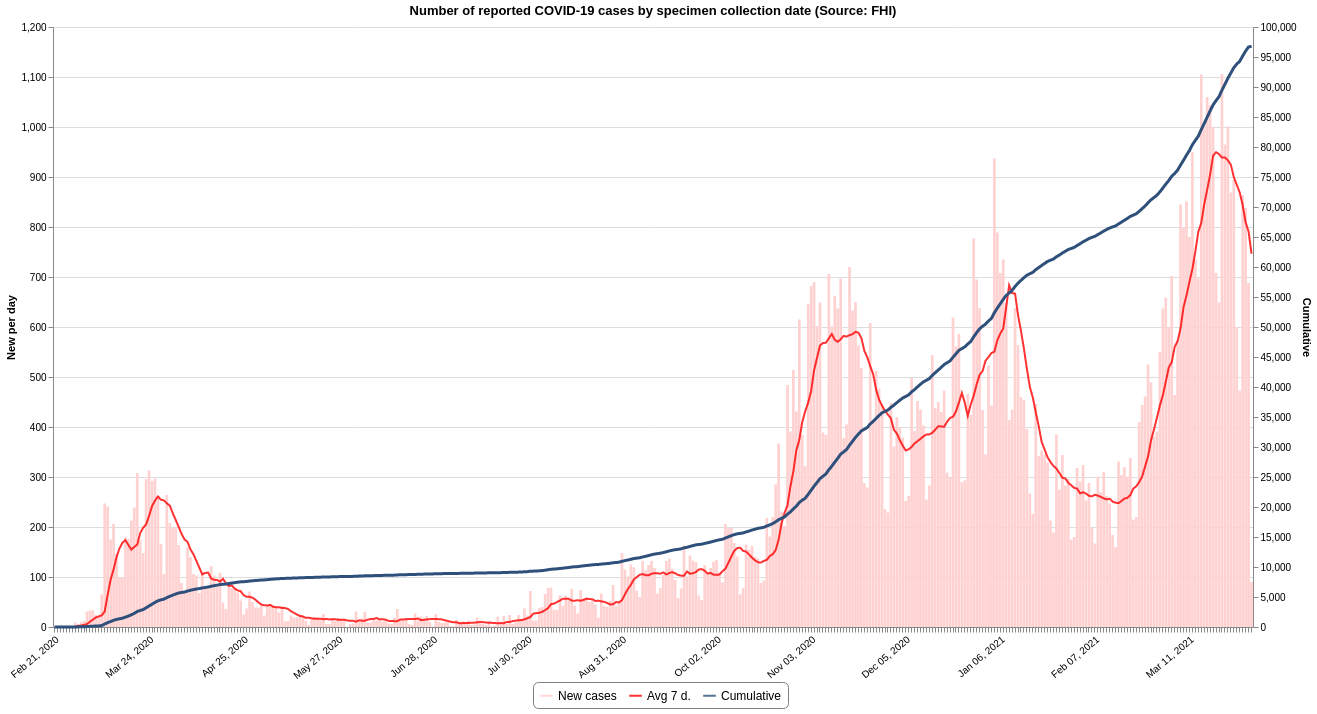 Number of reported COVID-19 cases by specimen collection date (Source: FHI)
1,200
1,100
1,000
900
800
700
600
500
400
300
200
100
0
New per day
100,000
95,000
90,000
85,000
80,000
75,000
70,000
65,000
60,000
55,000
50,000
45,000
40,000
35,000
30,000
25,000
20,000
15,000
10,000
5,000
0
Cumulative
Feb 21, 2020
Mar 24, 2020
Apr 25, 2020
May 27, 2020
Jun 28, 2020
Jul 30, 2020
Aug 31, 2020
Oct 02, 2020
Nov 03, 2020
Dec 05, 2020
Jan 06, 2021
Feb 07, 2021
Mar 11, 2021
New cases Avg 7 d. Cumulative